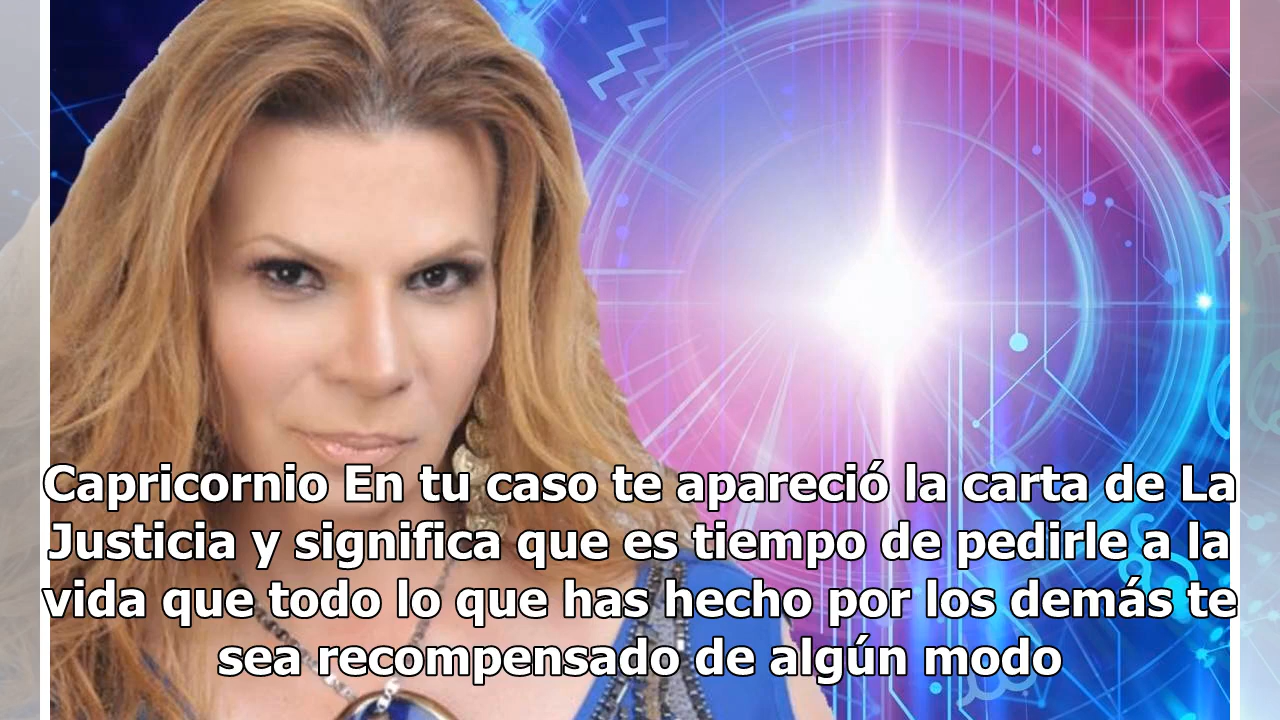 Capricornio En tu caso te apareció la carta de La
Justicia y significa que es tiempo de pedirle a la
vida que todo lo que has hecho por los demás te
sea recompensado de algún modo